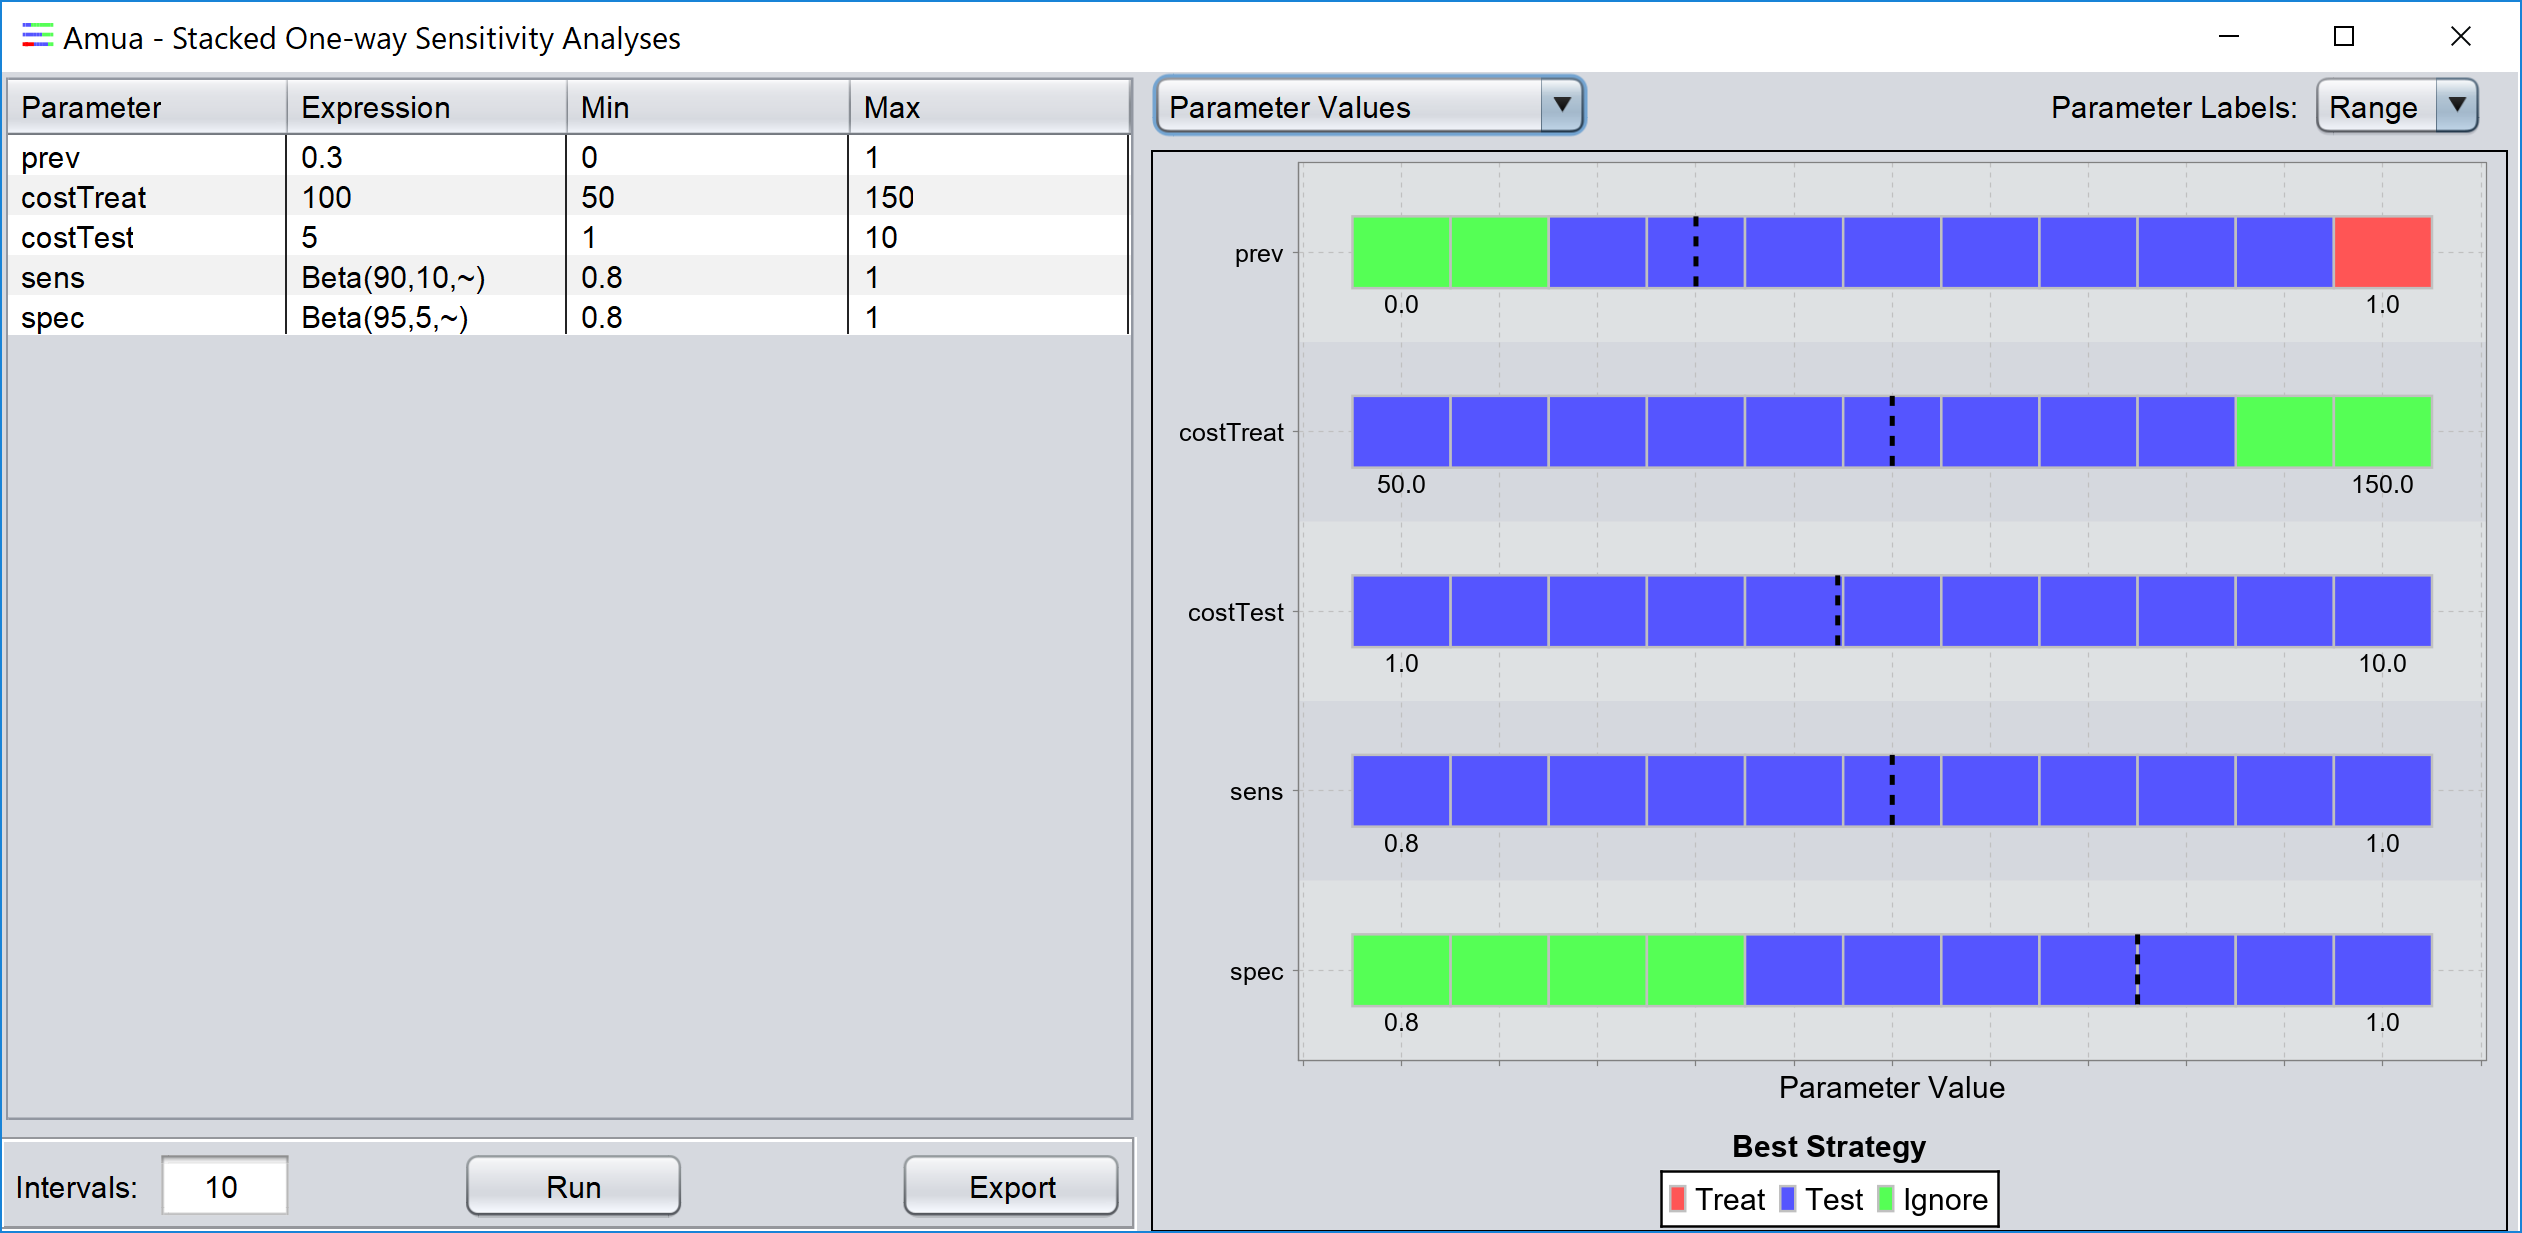 Amua - Stacked One-way Sensitivity Analyses
Parameter Expression Min Max
prev 0.3 0 1
costTreat 100 50 150
costTest 5 1 10
sens Beta(90,10,~) 0.8 1
spec Beta(95,5,~) 0.8 1
Intervals: 10 Run Export
Parameter Values Parameter Labels: Range
prev
0.0 1.0
costTreat
50.0 150.0
costTest
1.0 10.0
sens
0.8 1.0
spec
0.8 1.0
Parameter Value
Best Strategy
Treat Test Ignore